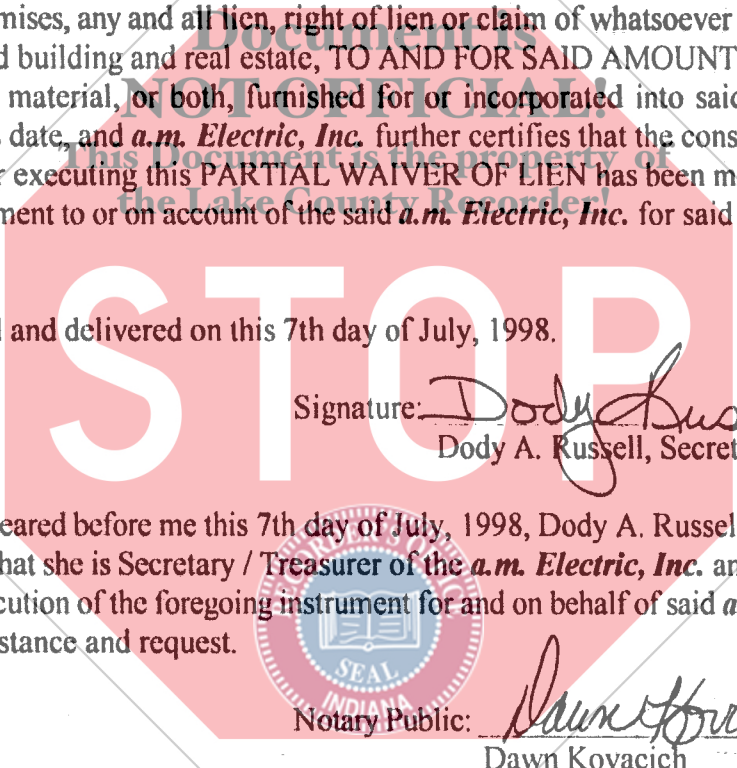 mises, any and all lien, right of lien or claim of whatsoever
Document is
d building and real estate, TO AND FOR SAID AMOUNT
material, or both, furnished for or incorporated into said
NOT OFFICIAL!
date, and a.m. Electric, Inc. further certifies that the cons
This Document is the property of
r executing this PARTIAL WAIVER OF LIEN has been m
the Lake County Recorder!
ment to or on account of the said a.m. Electric, Inc. for said
STOP
and delivered on this 7th day of July, 1998.
Signature: Dody Rus
Dody A. Russell, Secret
eared before me this 7th day of July, 1998, Dody A. Russel
hat she is Secretary / Treasurer of the a.m. Electric, Inc. an
cution of the foregoing instrument for and on behalf of said a
stance and request.
RECORDER'S OFFICE
SEAL
INDIANA
Notary Public: Dawn
Dawn Kovacich